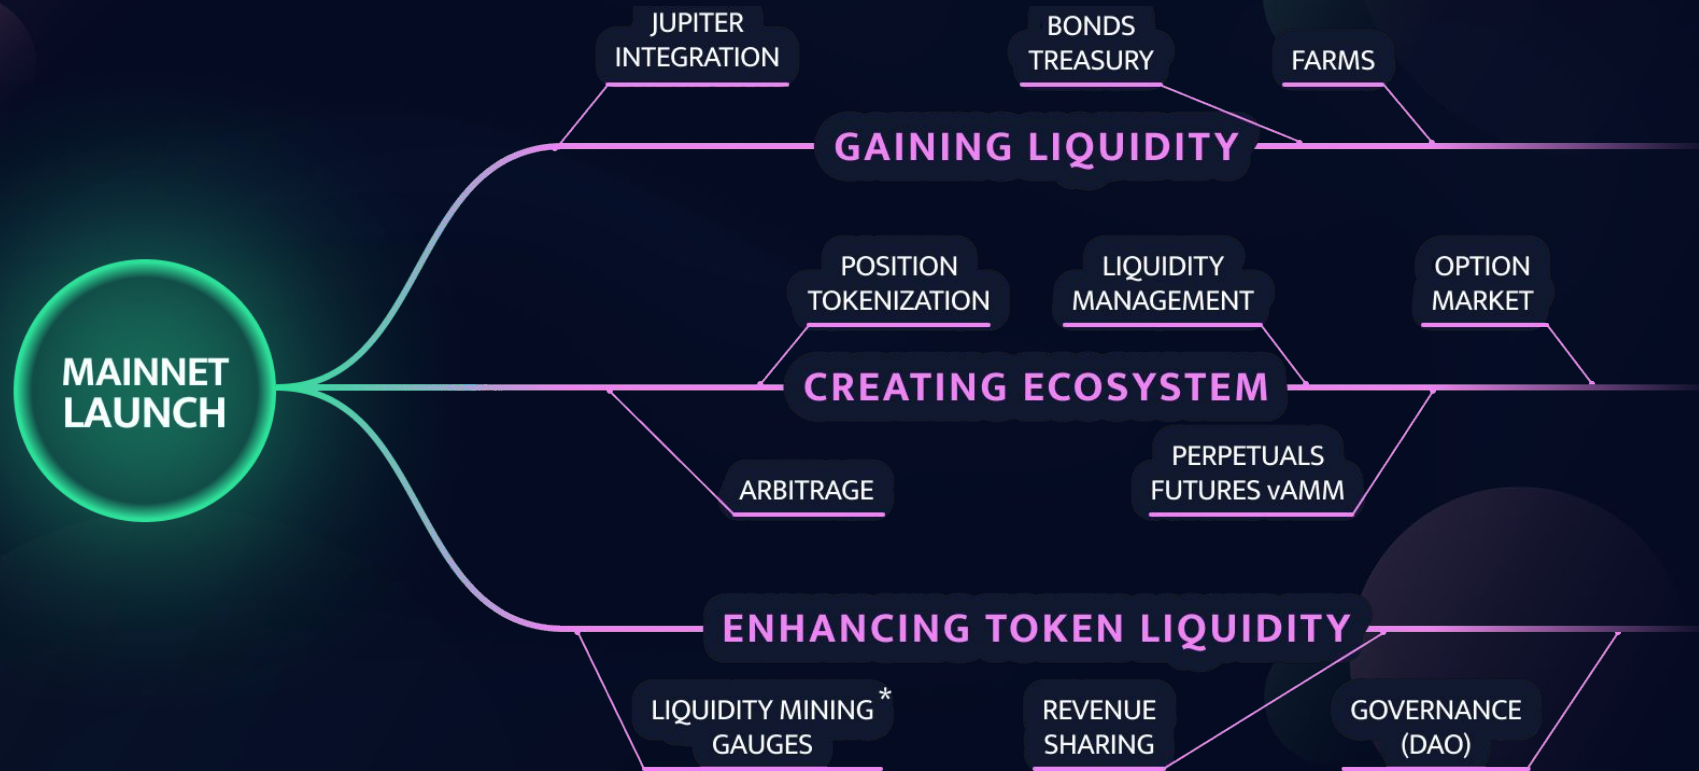 JUPITER
INTEGRATION
BONDS
TREASURY
FARMS
GAINING LIQUIDITY
POSITION
TOKENIZATION
LIQUIDITY
MANAGEMENT
OPTION
MARKET
MAINNET
LAUNCH
CREATING ECOSYSTEM
ARBITRAGE
PERPETUALS
FUTURES vAMM
ENHANCING TOKEN LIQUIDITY
LIQUIDITY MINING*
GAUGES
REVENUE
SHARING
GOVERNANCE
(DAO)